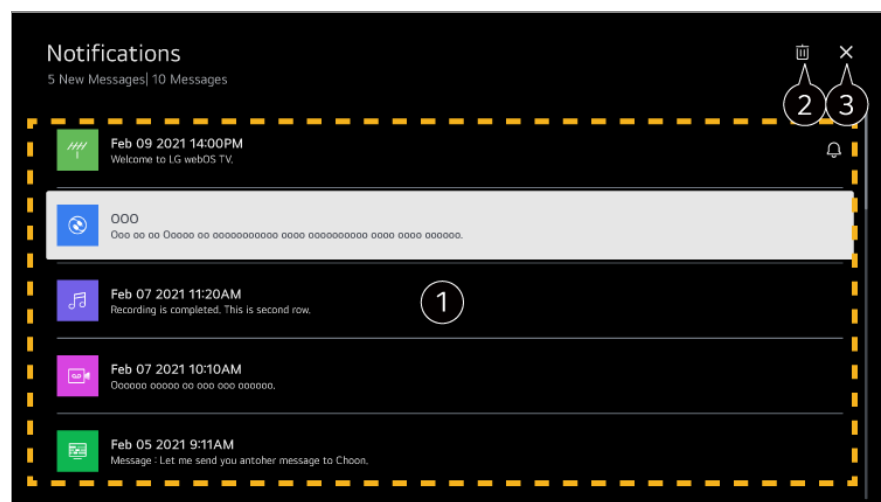 Notifications
5 New Messages| 10 Messages
2 3
Feb 09 2021 14:00PM
Welcome to LG webOS TV.
OOO
Ooo oo oo Ooooo oo ooooooooooo oooo oooooooooo oooo oooo oooooo.
Feb 07 2021 11:20AM
Recording is completed. This is second row.
1
Feb 07 2021 10:10AM
Oooooo ooooo oo ooo ooo oooooo.
Feb 05 2021 9:11AM
Message : Let me send you antoher message to Choon.